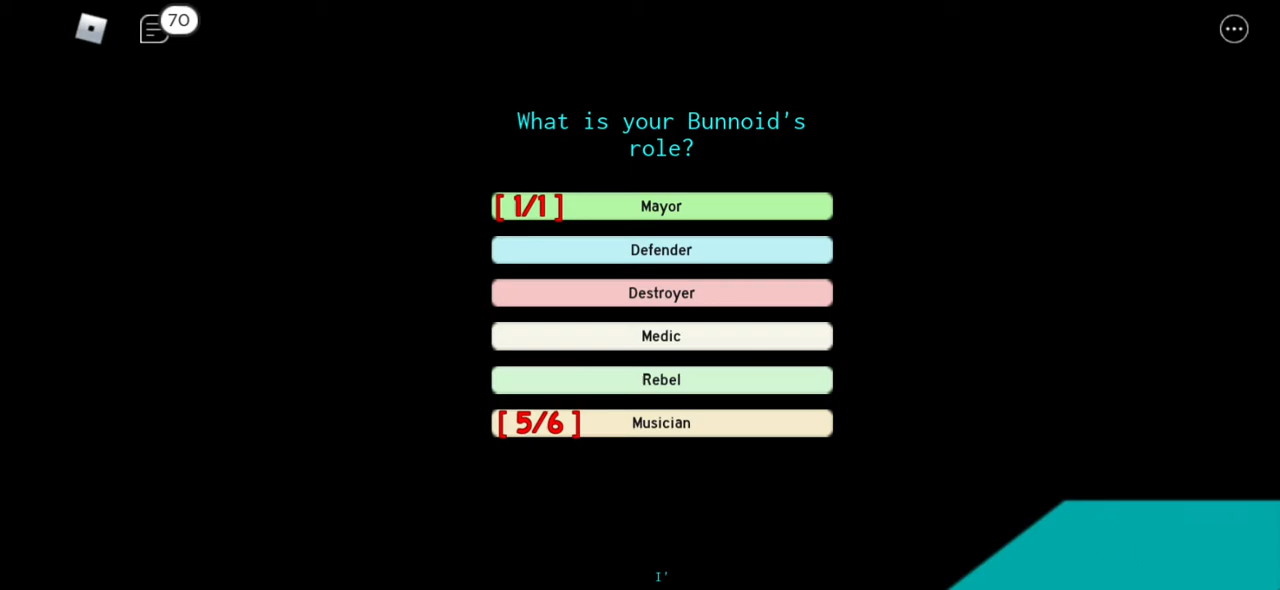 70
What is your Bunnoid's
role?
[ 1/1 ] Mayor
Defender
Destroyer
Medic
Rebel
[ 5/6 ] Musician
I'